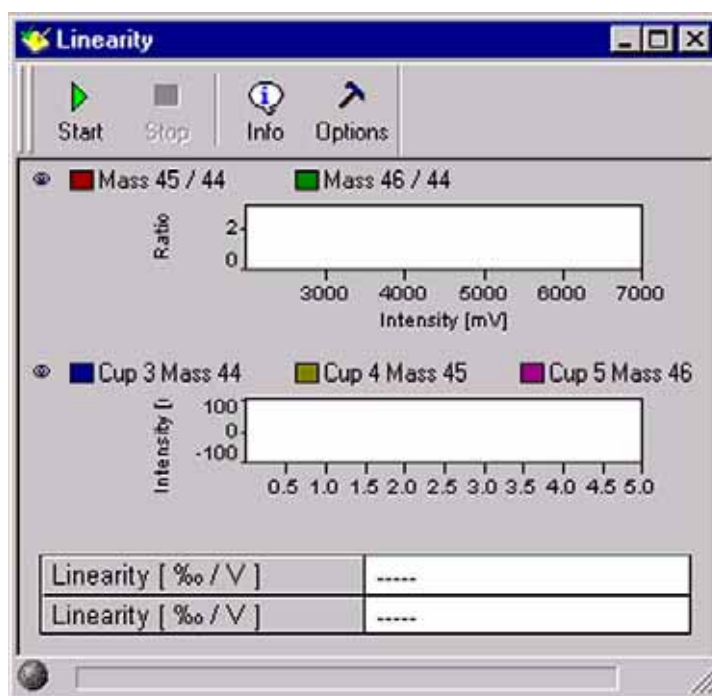 Linearity
Start Stop Info Options
Mass 45 / 44 Mass 46 / 44
Ratio
2
0
3000 4000 5000 6000 7000
Intensity [mV]
Cup 3 Mass 44 Cup 4 Mass 45 Cup 5 Mass 46
Intensity [
100
0
-100
0.5 1.0 1.5 2.0 2.5 3.0 3.5 4.0 4.5 5.0
Linearity [ ‰ / V ] -----
Linearity [ ‰ / V ] -----